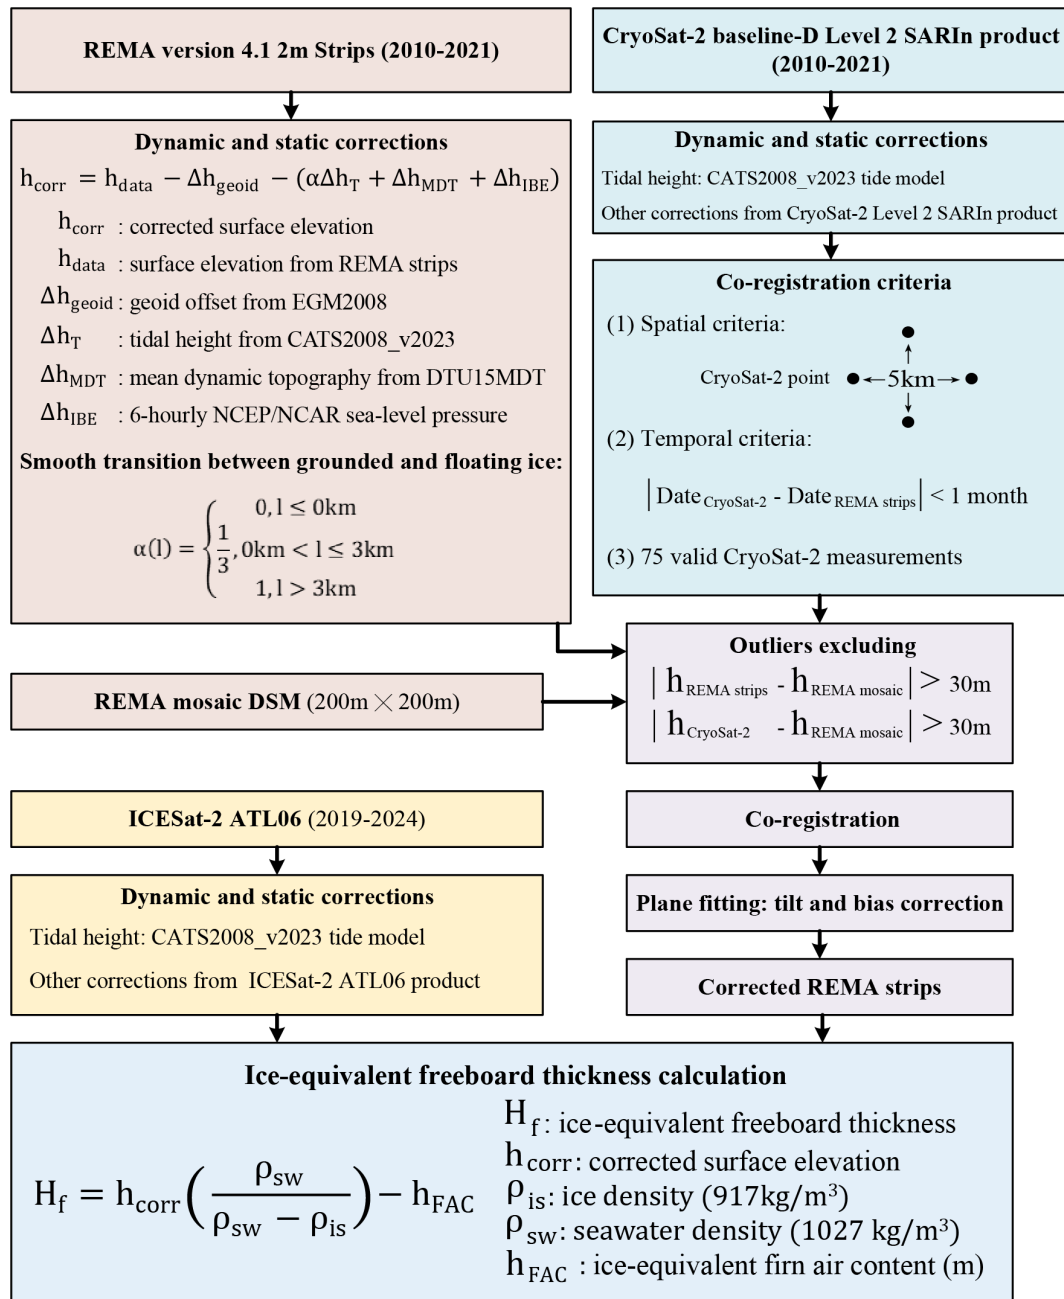 REMA version 4.1 2m Strips (2010-2021)
Dynamic and static corrections
h_corr = h_data − Δh_geoid − (αΔh_T + Δh_MDT + Δh_IBE)
h_corr : corrected surface elevation
h_data : surface elevation from REMA strips
Δh_geoid : geoid offset from EGM2008
Δh_T : tidal height from CATS2008_v2023
Δh_MDT : mean dynamic topography from DTU15MDT
Δh_IBE : 6-hourly NCEP/NCAR sea-level pressure
Smooth transition between grounded and floating ice:
0, l ≤ 0km
α(l) = { 1/3, 0km < l ≤ 3km
1, l > 3km
CryoSat-2 baseline-D Level 2 SARIn product
(2010-2021)
Dynamic and static corrections
Tidal height: CATS2008_v2023 tide model
Other corrections from CryoSat-2 Level 2 SARIn product
Co-registration criteria
(1) Spatial criteria:
CryoSat-2 point ●←5km→●
(2) Temporal criteria:
| Date CryoSat-2 - Date REMA strips | < 1 month
(3) 75 valid CryoSat-2 measurements
REMA mosaic DSM (200m × 200m)
Outliers excluding
| h REMA strips - h REMA mosaic | > 30m
| h CryoSat-2 - h REMA mosaic | > 30m
Co-registration
Plane fitting: tilt and bias correction
Corrected REMA strips
ICESat-2 ATL06 (2019-2024)
Dynamic and static corrections
Tidal height: CATS2008_v2023 tide model
Other corrections from ICESat-2 ATL06 product
Ice-equivalent freeboard thickness calculation
H_f = h_corr (ρ_sw / (ρ_sw − ρ_is)) − h_FAC
H_f : ice-equivalent freeboard thickness
h_corr : corrected surface elevation
ρ_is : ice density (917kg/m³)
ρ_sw : seawater density (1027 kg/m³)
h_FAC : ice-equivalent firn air content (m)